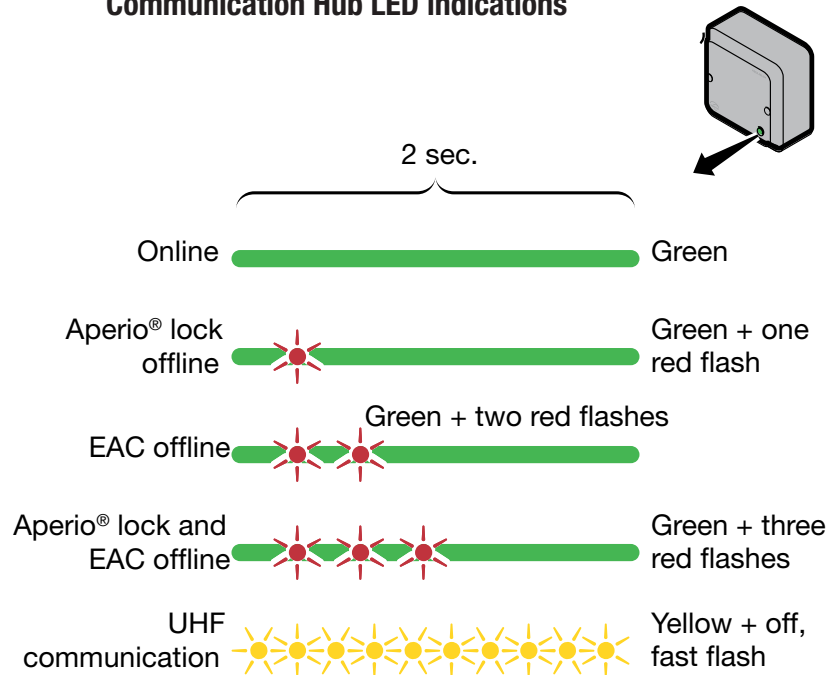 Communication Hub LED Indications
2 sec.
Online
Green
Aperio® lock
offline
Green + one
red flash
Green + two red flashes
EAC offline
Aperio® lock and
EAC offline
Green + three
red flashes
UHF
communication
Yellow + off,
fast flash